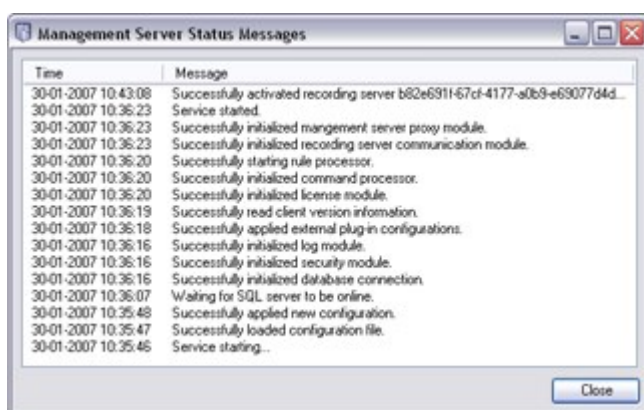 Management Server Status Messages
Time Message
30-01-2007 10:43:08 Successfully activated recording server b82e691f-67cf-4177-a0b9-e69077d4d...
30-01-2007 10:36:23 Service started.
30-01-2007 10:36:23 Successfully initialized mangement server proxy module.
30-01-2007 10:36:23 Successfully initialized recording server communication module.
30-01-2007 10:36:20 Successfully starting rule processor.
30-01-2007 10:36:20 Successfully initialized command processor.
30-01-2007 10:36:20 Successfully initialized license module.
30-01-2007 10:36:19 Successfully read client version information.
30-01-2007 10:36:18 Successfully applied external plug-in configurations.
30-01-2007 10:36:16 Successfully initialized log module.
30-01-2007 10:36:16 Successfully initialized security module.
30-01-2007 10:36:16 Successfully initialized database connection.
30-01-2007 10:36:07 Waiting for SQL server to be online.
30-01-2007 10:35:48 Successfully applied new configuration.
30-01-2007 10:35:47 Successfully loaded configuration file.
30-01-2007 10:35:46 Service starting...
Close